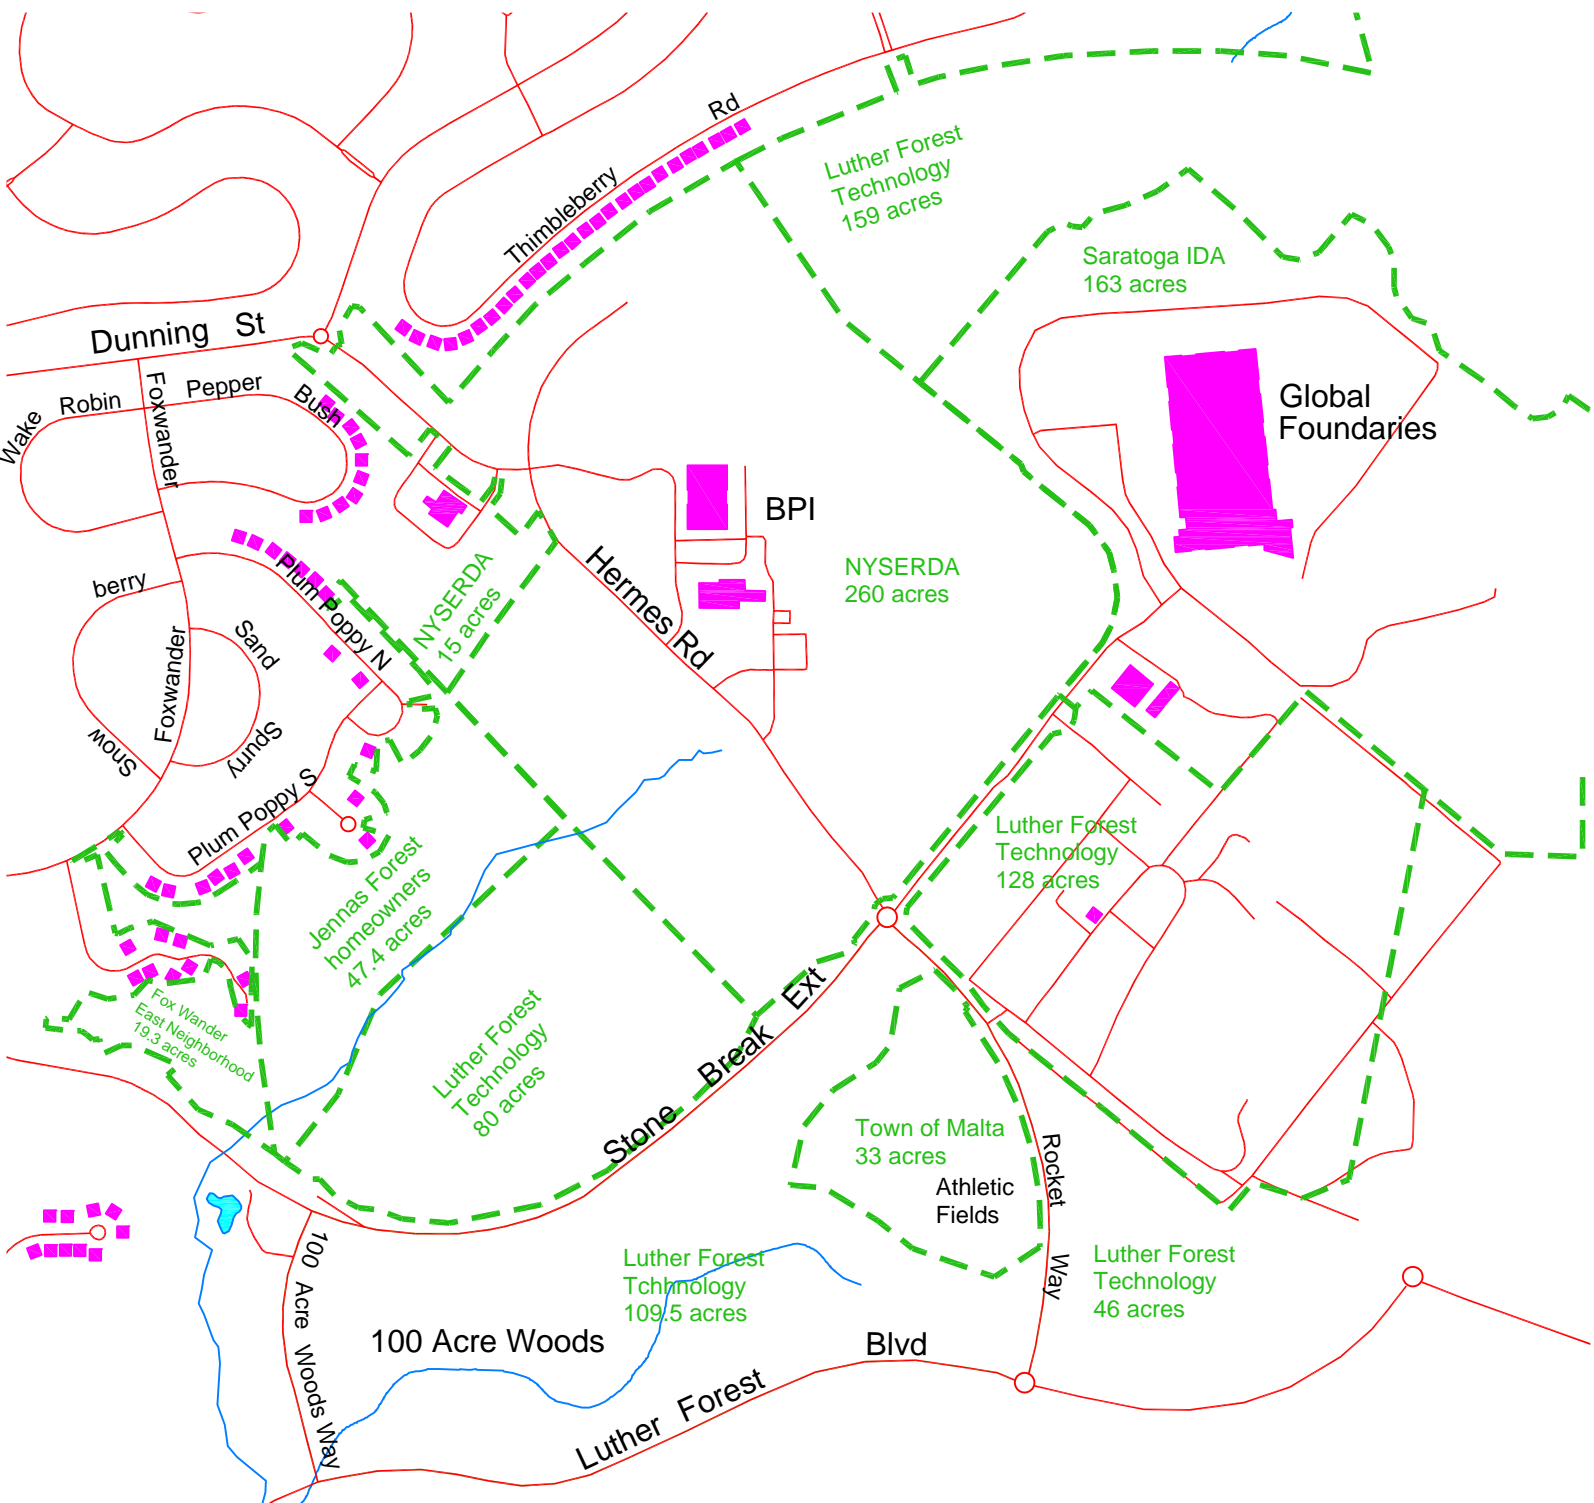 Rd
Thimbleberry
Luther Forest
Technology
159 acres
Saratoga IDA
163 acres
Dunning St
Foxwander
Wake Robin
Pepper Bush
Global
Foundaries
BPI
NYSERDA
15 acres
Hermes Rd
NYSERDA
260 acres
Plum Poppy N
berry
Sand
Foxwander
Spury
Snow
Plum Poppy S
Luther Forest
Technology
128 acres
Jennas Forest
homeowners
47.4 acres
Fox Wander
East Neighborhood
19.3 acres
Luther Forest
Technology
80 acres
Stone Break Ext
Town of Malta
33 acres
Athletic
Fields
Rocket Way
Luther Forest
Tchhnology
109.5 acres
Luther Forest
Technology
46 acres
100 Acre Woods
100 Acre Woods Way
Luther Forest Blvd